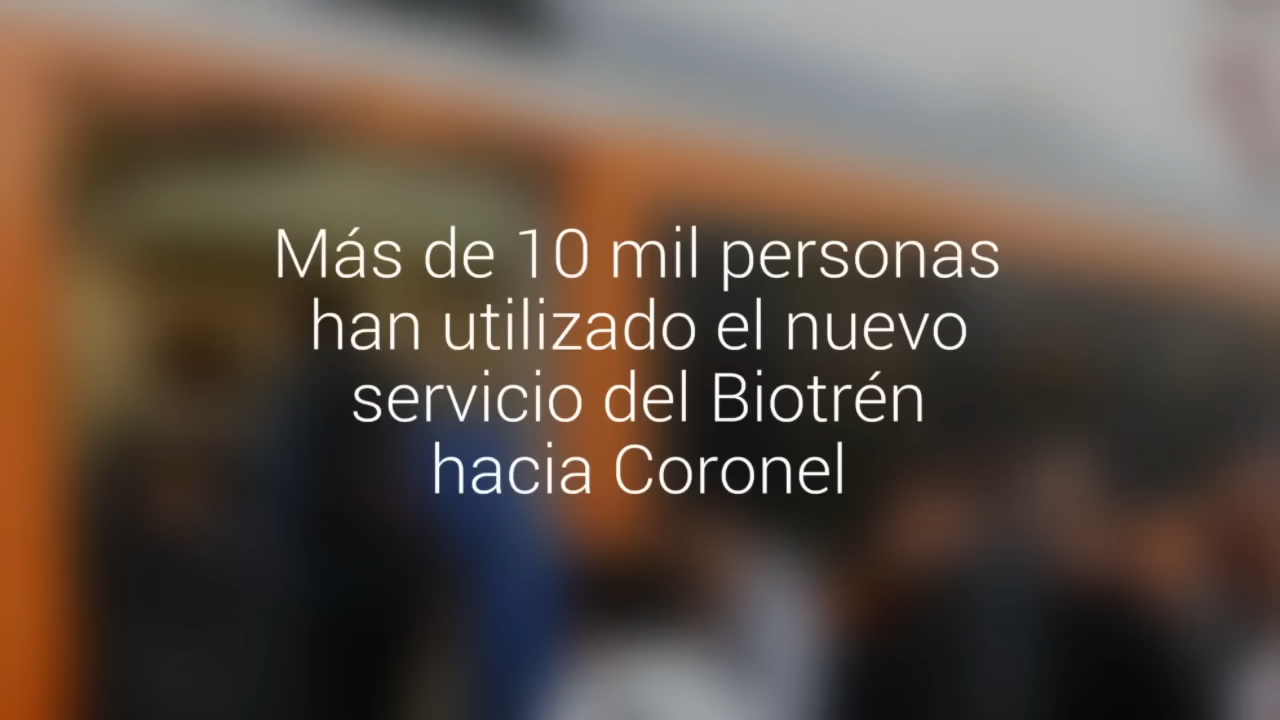 Más de 10 mil personas
han utilizado el nuevo
servicio del Biotrén
hacia Coronel